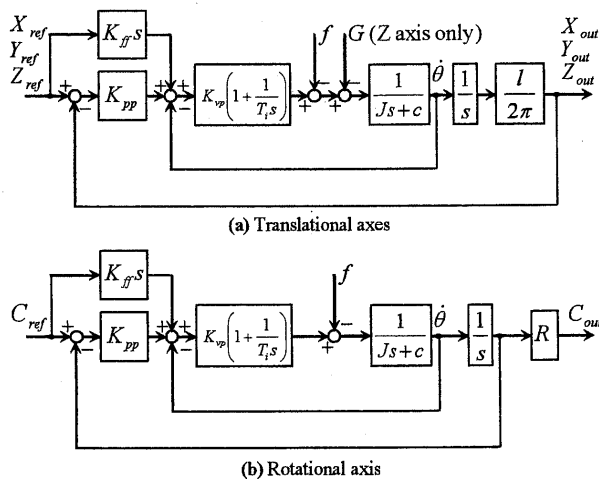 X_ref
Y_ref
Z_ref
K_ff s
f
G (Z axis only)
X_out
Y_out
Z_out
+ − K_pp + + − K_vp(1+1/(T_i s)) − + − + 1/(Js+c) θ̇ 1/s l/2π
(a) Translational axes
K_ff s
f
C_ref + − K_pp + + − K_vp(1+1/(T_i s)) − + 1/(Js+c) θ̇ 1/s R C_out
(b) Rotational axis